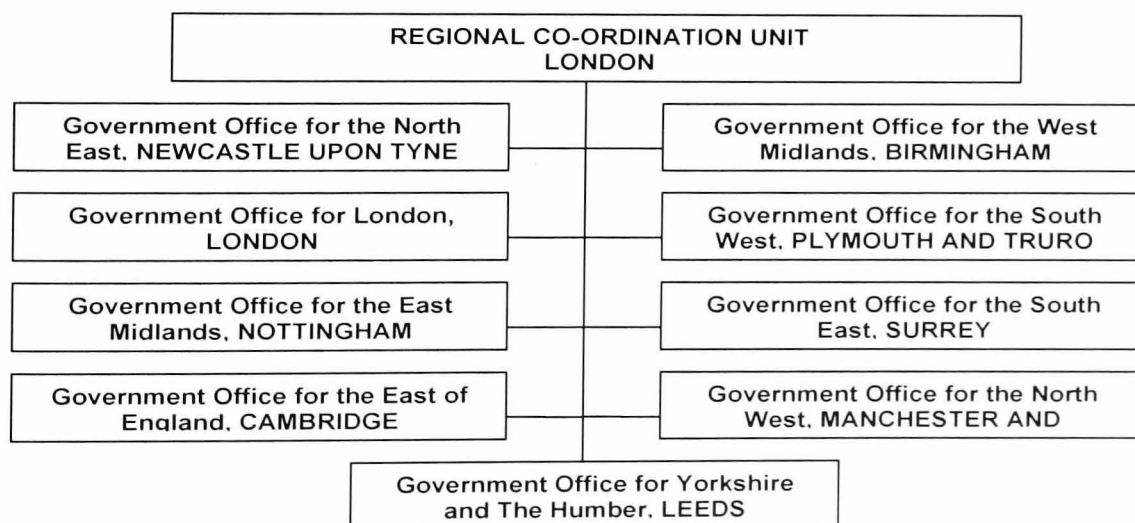 REGIONAL CO-ORDINATION UNIT
LONDON
Government Office for the North
East, NEWCASTLE UPON TYNE
Government Office for the West
Midlands, BIRMINGHAM
Government Office for London,
LONDON
Government Office for the South
West, PLYMOUTH AND TRURO
Government Office for the East
Midlands, NOTTINGHAM
Government Office for the South
East, SURREY
Government Office for the East of
England, CAMBRIDGE
Government Office for the North
West, MANCHESTER AND
Government Office for Yorkshire
and The Humber, LEEDS